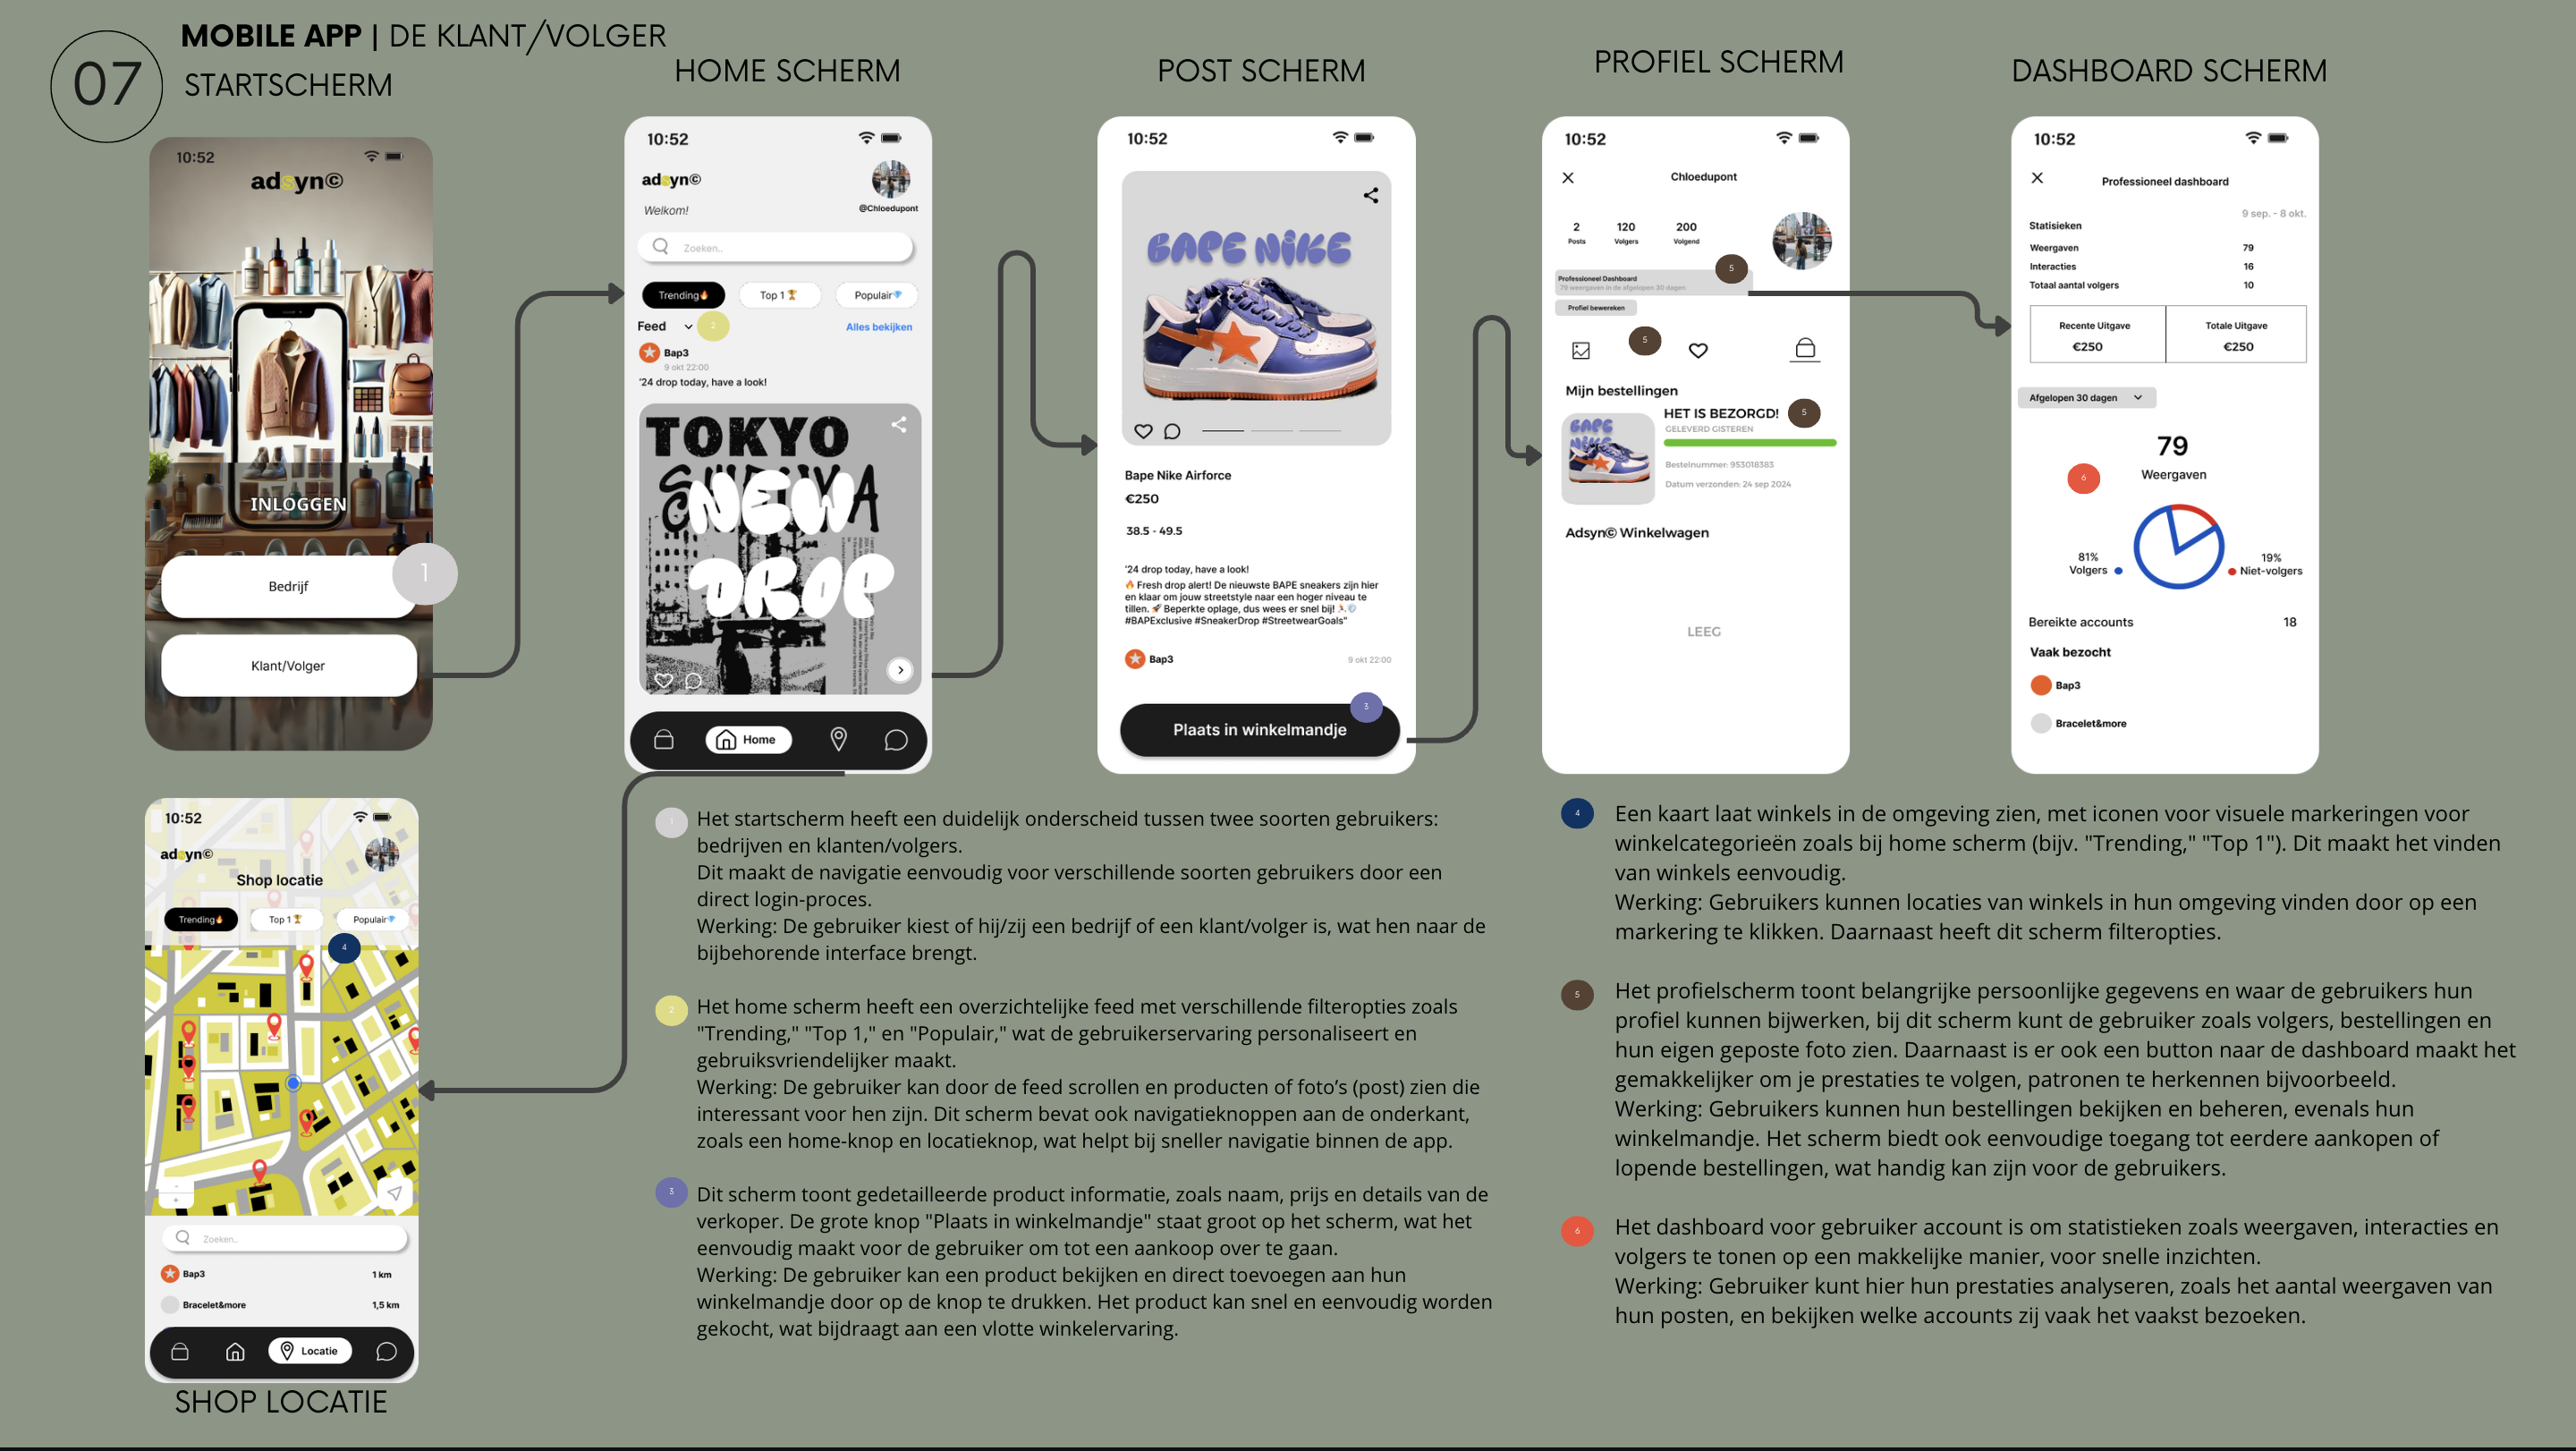 07
MOBILE APP | DE KLANT/VOLGER
STARTSCHERM
HOME SCHERM
POST SCHERM
PROFIEL SCHERM
DASHBOARD SCHERM
10:52
adsyn©
INLOGGEN
Bedrijf
1
Klant/Volger
10:52
adsyn©
@Chloedupont
Welkom!
Zoeken..
Trending🔥 Top 1 🏆 Populair💎
Feed 2 Alles bekijken
Bap3
9 okt 22:00
'24 drop today, have a look!
TOKYO
NEW
DROP
Home
10:52
BAPE NIKE
Bape Nike Airforce
€250
38.5 - 49.5
'24 drop today, have a look!
🔥 Fresh drop alert! De nieuwste BAPE sneakers zijn hier
en klaar om jouw streetstyle naar een hoger niveau te
tillen. 🚀 Beperkte oplage, dus wees er snel bij!
#BAPExclusive #SneakerDrop #StreetwearGoals"
Bap3 9 okt 22:00
3
Plaats in winkelmandje
10:52
Chloedupont
2 120 200
Posts Volgers Volgend
5
Professioneel Dashboard
79 weergaven in de afgelopen 30 dagen
Profiel bewereken
5
Mijn bestellingen
BAPE NIKE
HET IS BEZORGD! 5
GELEVERD GISTEREN
Bestelnummer: 953018383
Datum verzonden: 24 sep 2024
Adsyn© Winkelwagen
LEEG
10:52
Professioneel dashboard
9 sep. - 8 okt.
Statisieken
Weergaven 79
Interacties 16
Totaal aantal volgers 10
Recente Uitgave Totale Uitgave
€250 €250
Afgelopen 30 dagen
79
Weergaven
6
81% 19%
Volgers Niet-volgers
Bereikte accounts 18
Vaak bezocht
Bap3
Bracelet&more
10:52
adsyn©
Shop locatie
Trending🔥 Top 1 🏆 Populair💎
4
Zoeken..
Bap3 1 km
Bracelet&more 1,5 km
Locatie
SHOP LOCATIE
1 Het startscherm heeft een duidelijk onderscheid tussen twee soorten gebruikers:
bedrijven en klanten/volgers.
Dit maakt de navigatie eenvoudig voor verschillende soorten gebruikers door een
direct login-proces.
Werking: De gebruiker kiest of hij/zij een bedrijf of een klant/volger is, wat hen naar de
bijbehorende interface brengt.
2 Het home scherm heeft een overzichtelijke feed met verschillende filteropties zoals
"Trending," "Top 1," en "Populair," wat de gebruikerservaring personaliseert en
gebruiksvriendelijker maakt.
Werking: De gebruiker kan door de feed scrollen en producten of foto's (post) zien die
interessant voor hen zijn. Dit scherm bevat ook navigatieknoppen aan de onderkant,
zoals een home-knop en locatieknop, wat helpt bij sneller navigatie binnen de app.
3 Dit scherm toont gedetailleerde product informatie, zoals naam, prijs en details van de
verkoper. De grote knop "Plaats in winkelmandje" staat groot op het scherm, wat het
eenvoudig maakt voor de gebruiker om tot een aankoop over te gaan.
Werking: De gebruiker kan een product bekijken en direct toevoegen aan hun
winkelmandje door op de knop te drukken. Het product kan snel en eenvoudig worden
gekocht, wat bijdraagt aan een vlotte winkelervaring.
4 Een kaart laat winkels in de omgeving zien, met iconen voor visuele markeringen voor
winkelcategorieën zoals bij home scherm (bijv. "Trending," "Top 1"). Dit maakt het vinden
van winkels eenvoudig.
Werking: Gebruikers kunnen locaties van winkels in hun omgeving vinden door op een
markering te klikken. Daarnaast heeft dit scherm filteropties.
5 Het profielscherm toont belangrijke persoonlijke gegevens en waar de gebruikers hun
profiel kunnen bijwerken, bij dit scherm kunt de gebruiker zoals volgers, bestellingen en
hun eigen geposte foto zien. Daarnaast is er ook een button naar de dashboard maakt het
gemakkelijker om je prestaties te volgen, patronen te herkennen bijvoorbeeld.
Werking: Gebruikers kunnen hun bestellingen bekijken en beheren, evenals hun
winkelmandje. Het scherm biedt ook eenvoudige toegang tot eerdere aankopen of
lopende bestellingen, wat handig kan zijn voor de gebruikers.
6 Het dashboard voor gebruiker account is om statistieken zoals weergaven, interacties en
volgers te tonen op een makkelijke manier, voor snelle inzichten.
Werking: Gebruiker kunt hier hun prestaties analyseren, zoals het aantal weergaven van
hun posten, en bekijken welke accounts zij vaak het vaakst bezoeken.